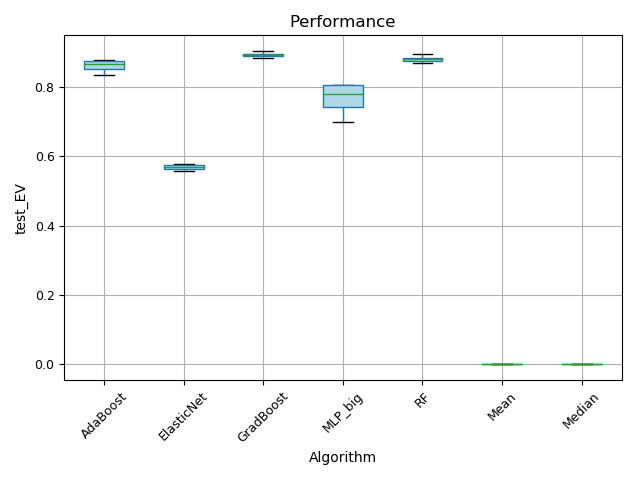 Performance
test_EV
0.8
0.6
0.4
0.2
0.0
AdaBoost
ElasticNet
GradBoost
MLP_big
RF
Mean
Median
Algorithm